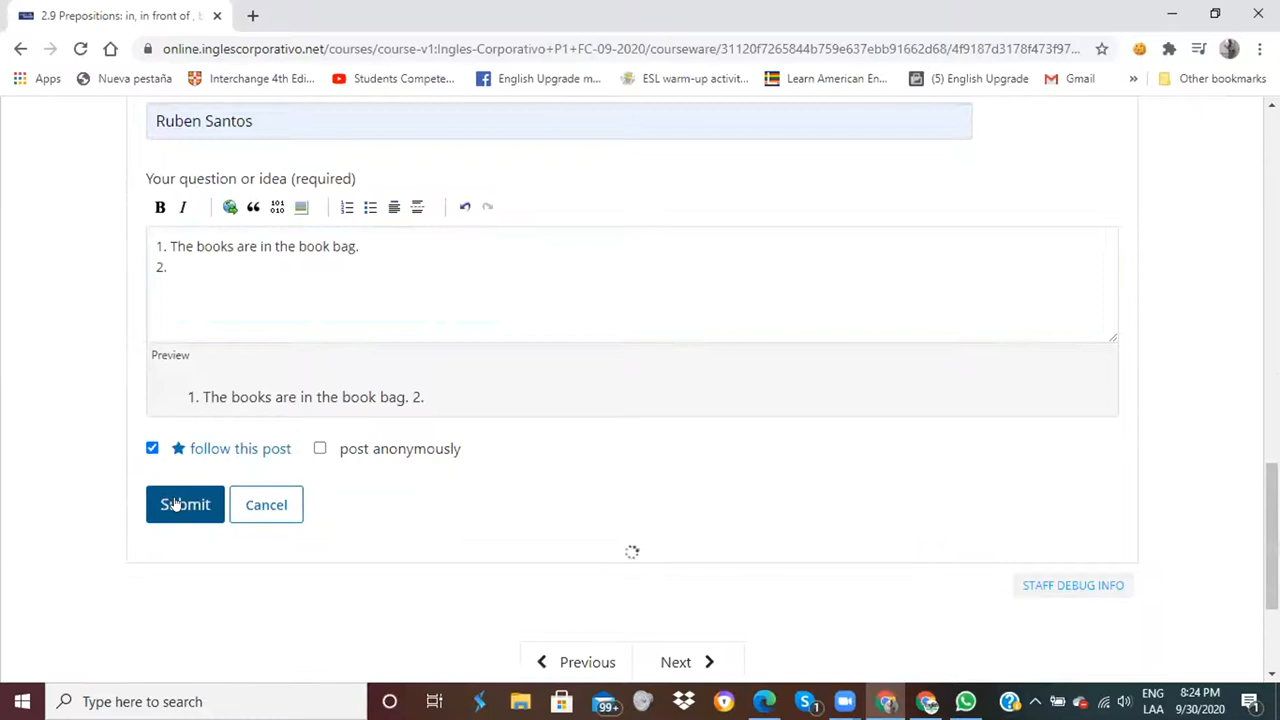 2.9 Prepositions: in, in front of , b
online.inglescorporativo.net/courses/course-v1:Ingles-Corporativo+P1+FC-09-2020/courseware/31120f7265844b759e637ebb91662d68/4f9187d3178f473f97...
Apps Nueva pestaña Interchange 4th Edi... Students Compete... English Upgrade m... ESL warm-up activit... Learn American En... (5) English Upgrade Gmail » Other bookmarks
Ruben Santos
Your question or idea (required)
B I
1. The books are in the book bag.
2.
Preview
1. The books are in the book bag. 2.
follow this post post anonymously
Submit Cancel
STAFF DEBUG INFO
Previous Next
Type here to search 99+ ENG 8:24 PM
LAA 9/30/2020